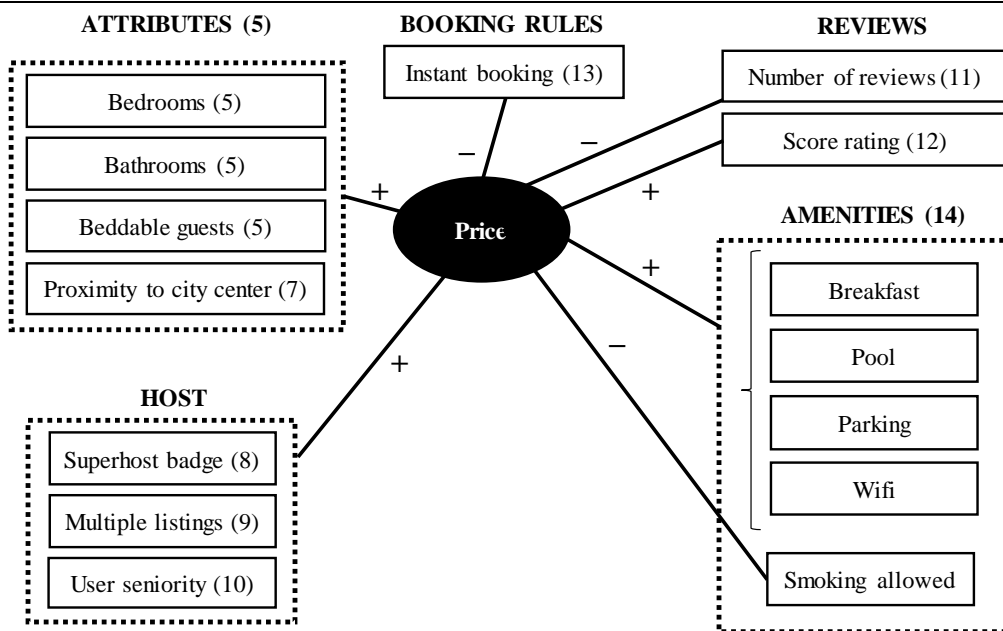 ATTRIBUTES (5)
Bedrooms (5)
Bathrooms (5)
Beddable guests (5)
Proximity to city center (7)
BOOKING RULES
Instant booking (13)
REVIEWS
Number of reviews (11)
Score rating (12)
+
−
−
+
Price
+
−
+
AMENITIES (14)
Breakfast
Pool
Parking
Wifi
Smoking allowed
HOST
Superhost badge (8)
Multiple listings (9)
User seniority (10)